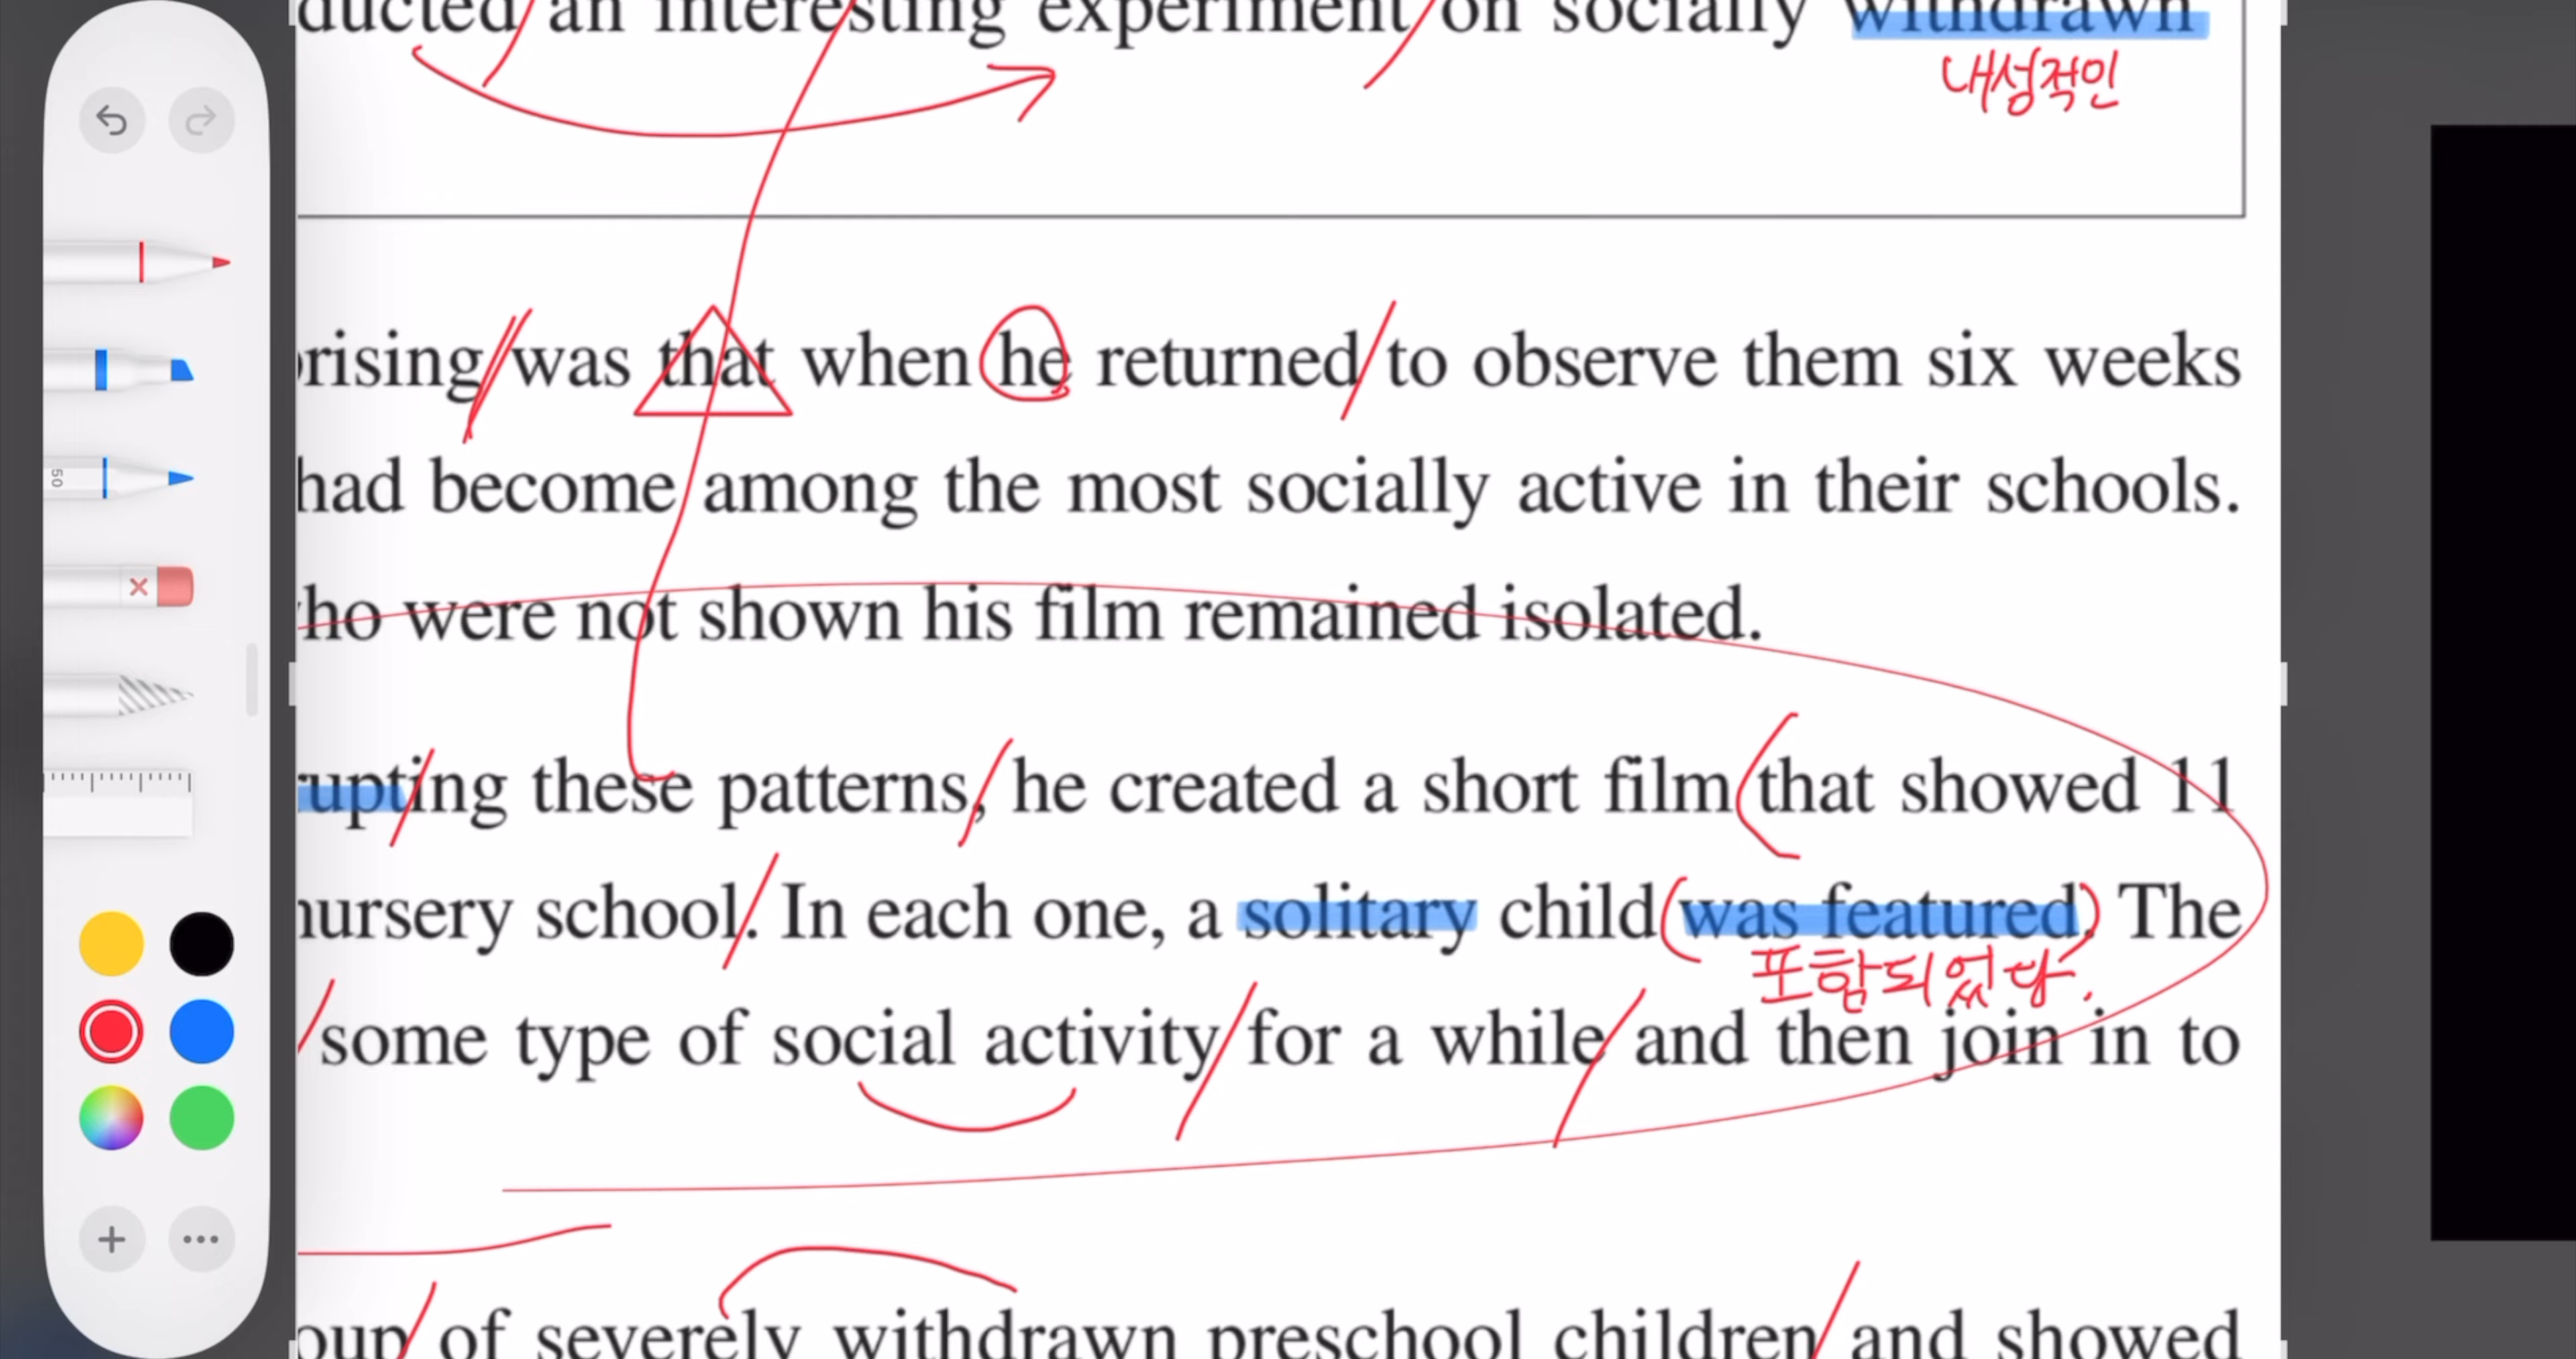 ducted an interesting experiment on socially withdrawn
내성적인
rising was that when he returned to observe them six weeks
had become among the most socially active in their schools.
ho were not shown his film remained isolated.
rupting these patterns, he created a short film that showed 11
nursery school. In each one, a solitary child was featured. The
포함되었다.
some type of social activity for a while and then join in to
oup of severely withdrawn preschool children and showed
50